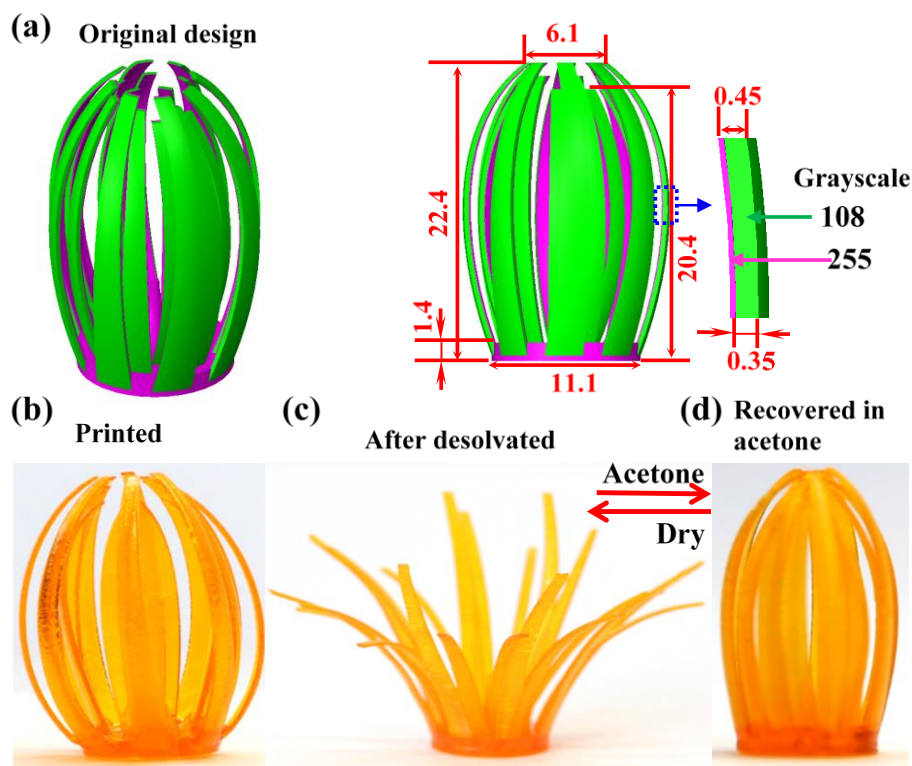 (a)
Original design
6.1
22.4
1.4
20.4
11.1
0.45
Grayscale
108
255
0.35
(b)
Printed
(c)
After desolvated
Acetone
Dry
(d)
Recovered in
acetone